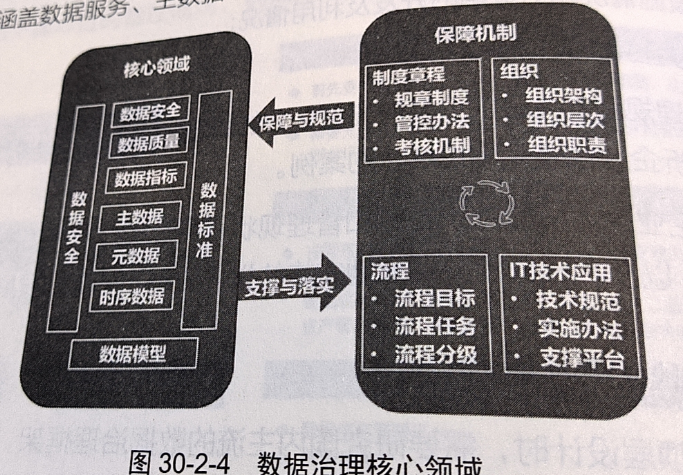 涵盖数据服务、主数据
核心领域
数据安全
数据质量
数据指标
主数据
元数据
时序数据
数据安全
数据标准
数据模型
保障与规范
支撑与落实
保障机制
制度章程
• 规章制度
• 管控办法
• 考核机制
组织
• 组织架构
• 组织层次
• 组织职责
流程
• 流程目标
• 流程任务
• 流程分级
IT技术应用
• 技术规范
• 实施办法
• 支撑平台
图 30-2-4 数据治理核心领域